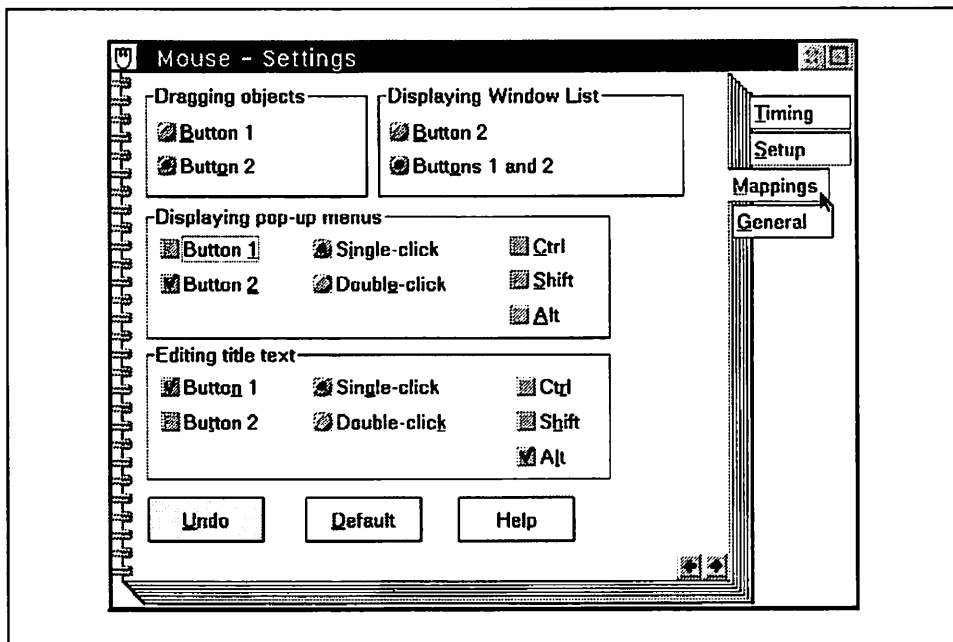 Mouse - Settings
Dragging objects
Button 1
Button 2
Displaying Window List
Button 2
Buttons 1 and 2
Timing
Setup
Mappings
General
Displaying pop-up menus
Button 1
Single-click
Ctrl
Button 2
Double-click
Shift
Alt
Editing title text
Button 1
Single-click
Ctrl
Button 2
Double-click
Shift
Alt
Undo
Default
Help